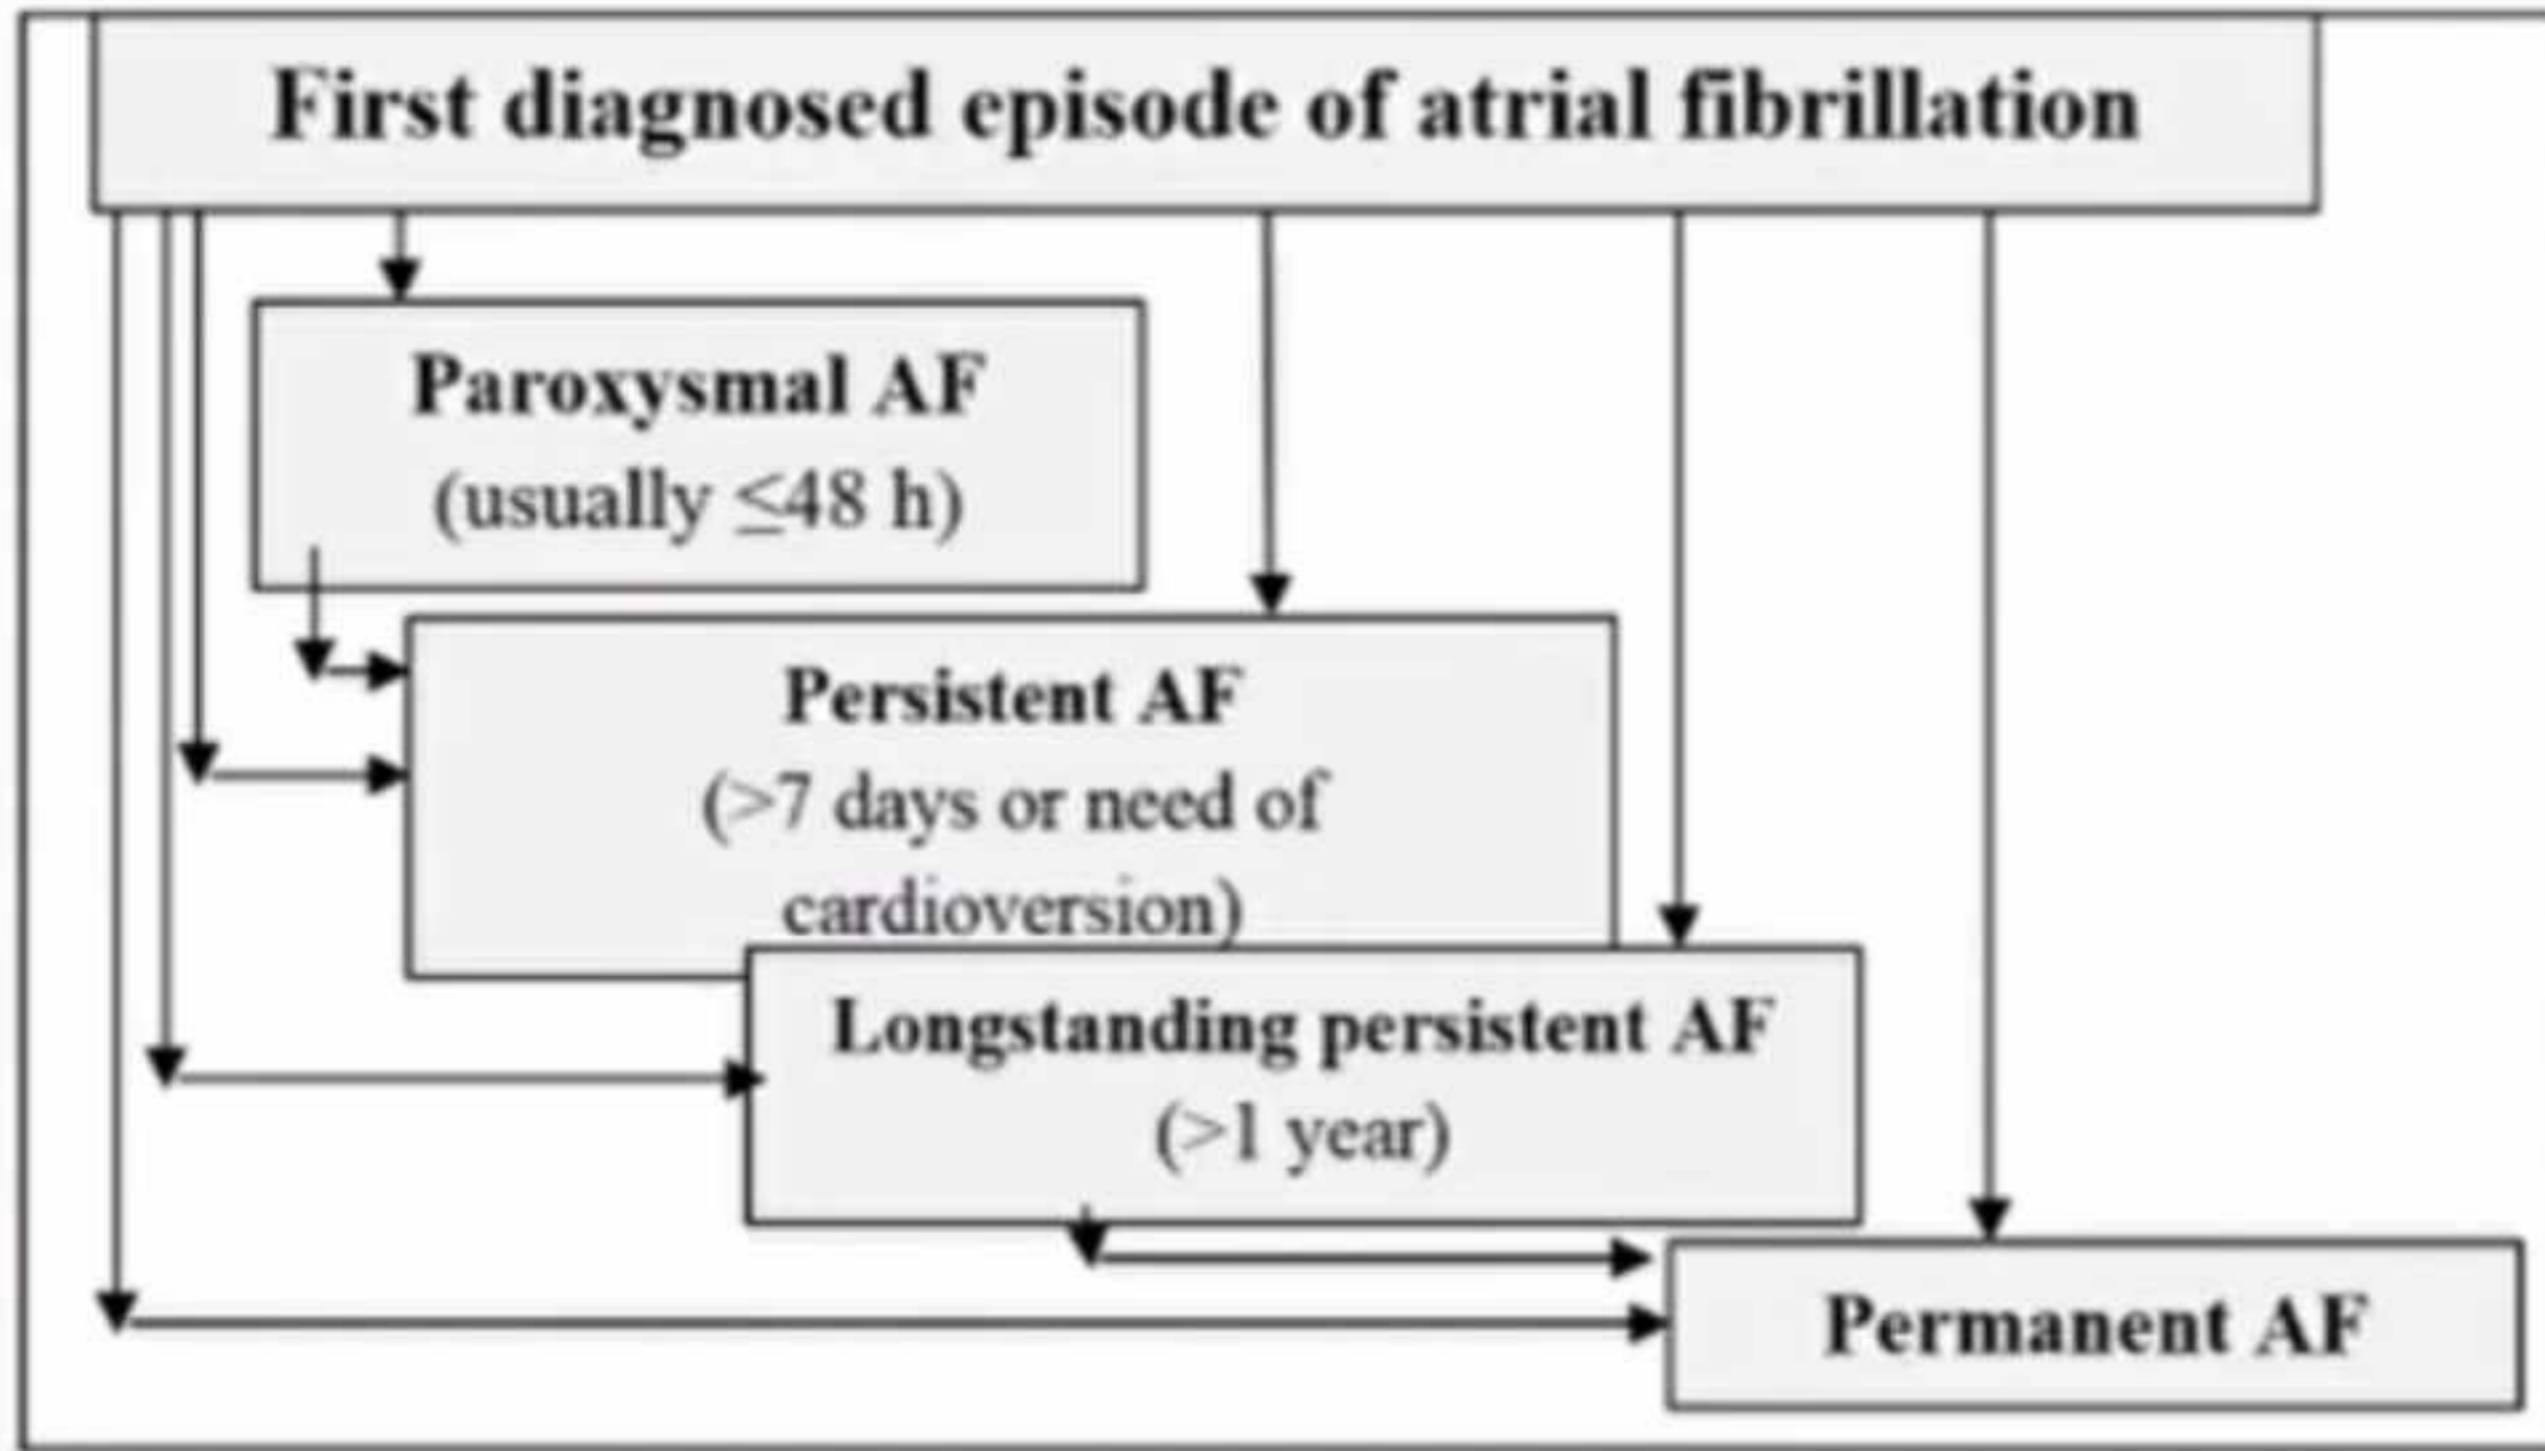 First diagnosed episode of atrial fibrillation
Paroxysmal AF
(usually ≤48 h)
Persistent AF
(>7 days or need of
cardioversion)
Longstanding persistent AF
(>1 year)
Permanent AF